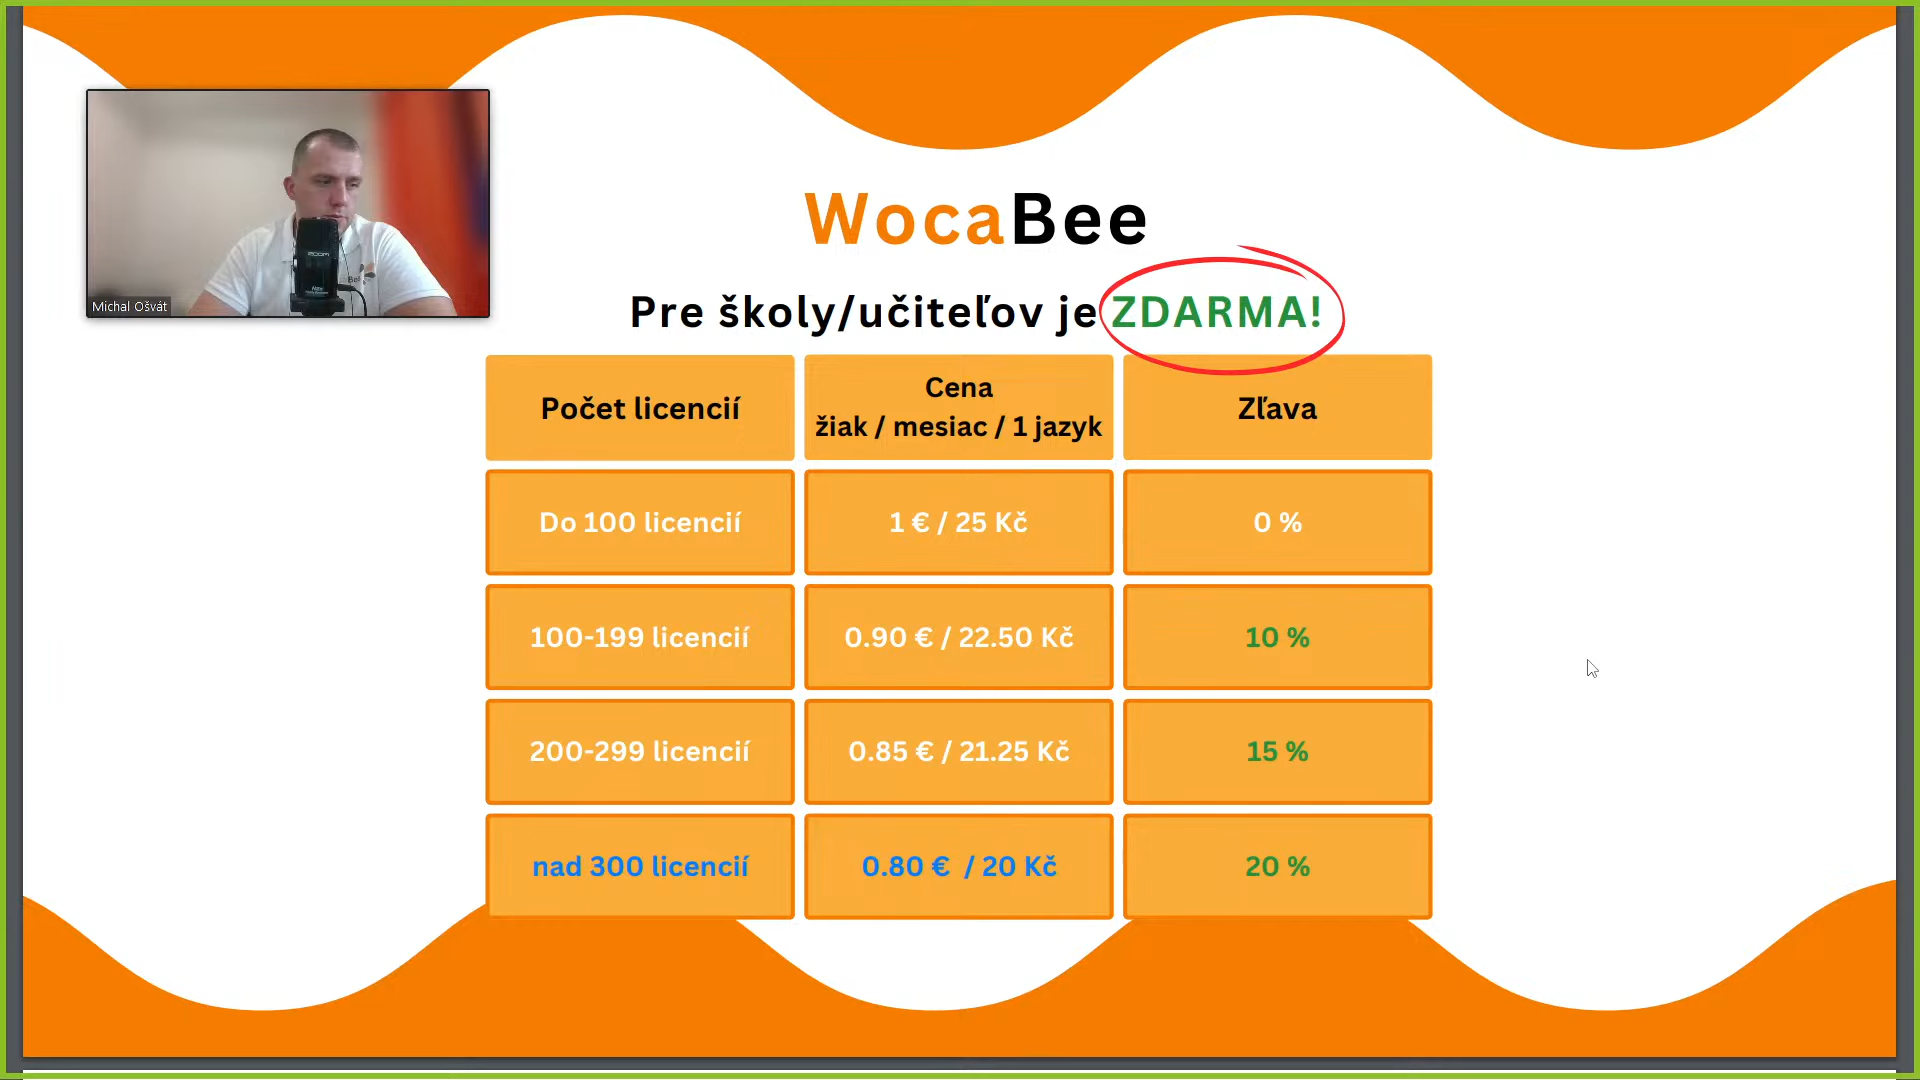 Michal Ošvát
ZOOM
WocaBee
Pre školy/učiteľov je ZDARMA!
Počet licencií
Cena
žiak / mesiac / 1 jazyk
Zľava
Do 100 licencií
1 € / 25 Kč
0 %
100-199 licencií
0.90 € / 22.50 Kč
10 %
200-299 licencií
0.85 € / 21.25 Kč
15 %
nad 300 licencií
0.80 € / 20 Kč
20 %